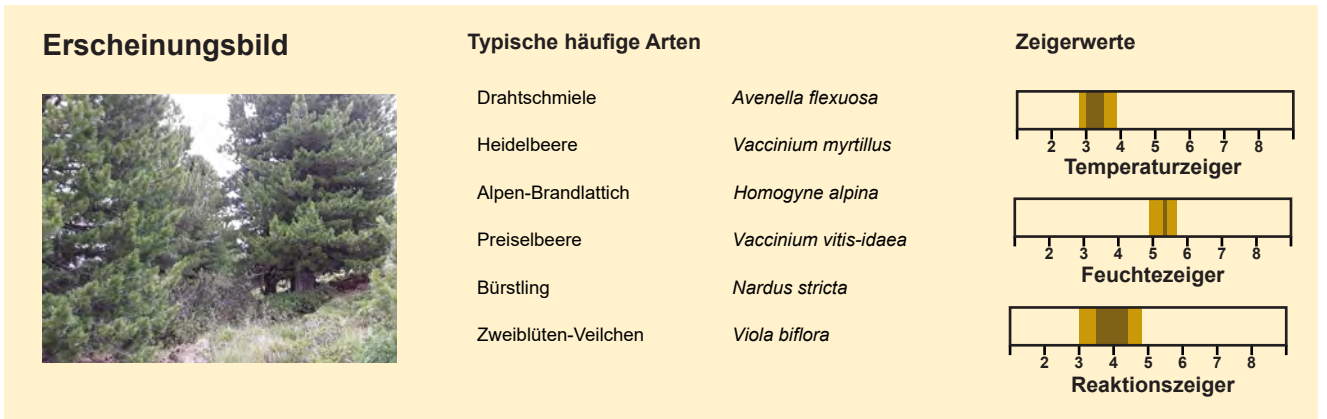 Erscheinungsbild
Typische häufige Arten
Drahtschmiele Avenella flexuosa
Heidelbeere Vaccinium myrtillus
Alpen-Brandlattich Homogyne alpina
Preiselbeere Vaccinium vitis-idaea
Bürstling Nardus stricta
Zweiblüten-Veilchen Viola biflora
Zeigerwerte
2 3 4 5 6 7 8
Temperaturzeiger
2 3 4 5 6 7 8
Feuchtezeiger
2 3 4 5 6 7 8
Reaktionszeiger